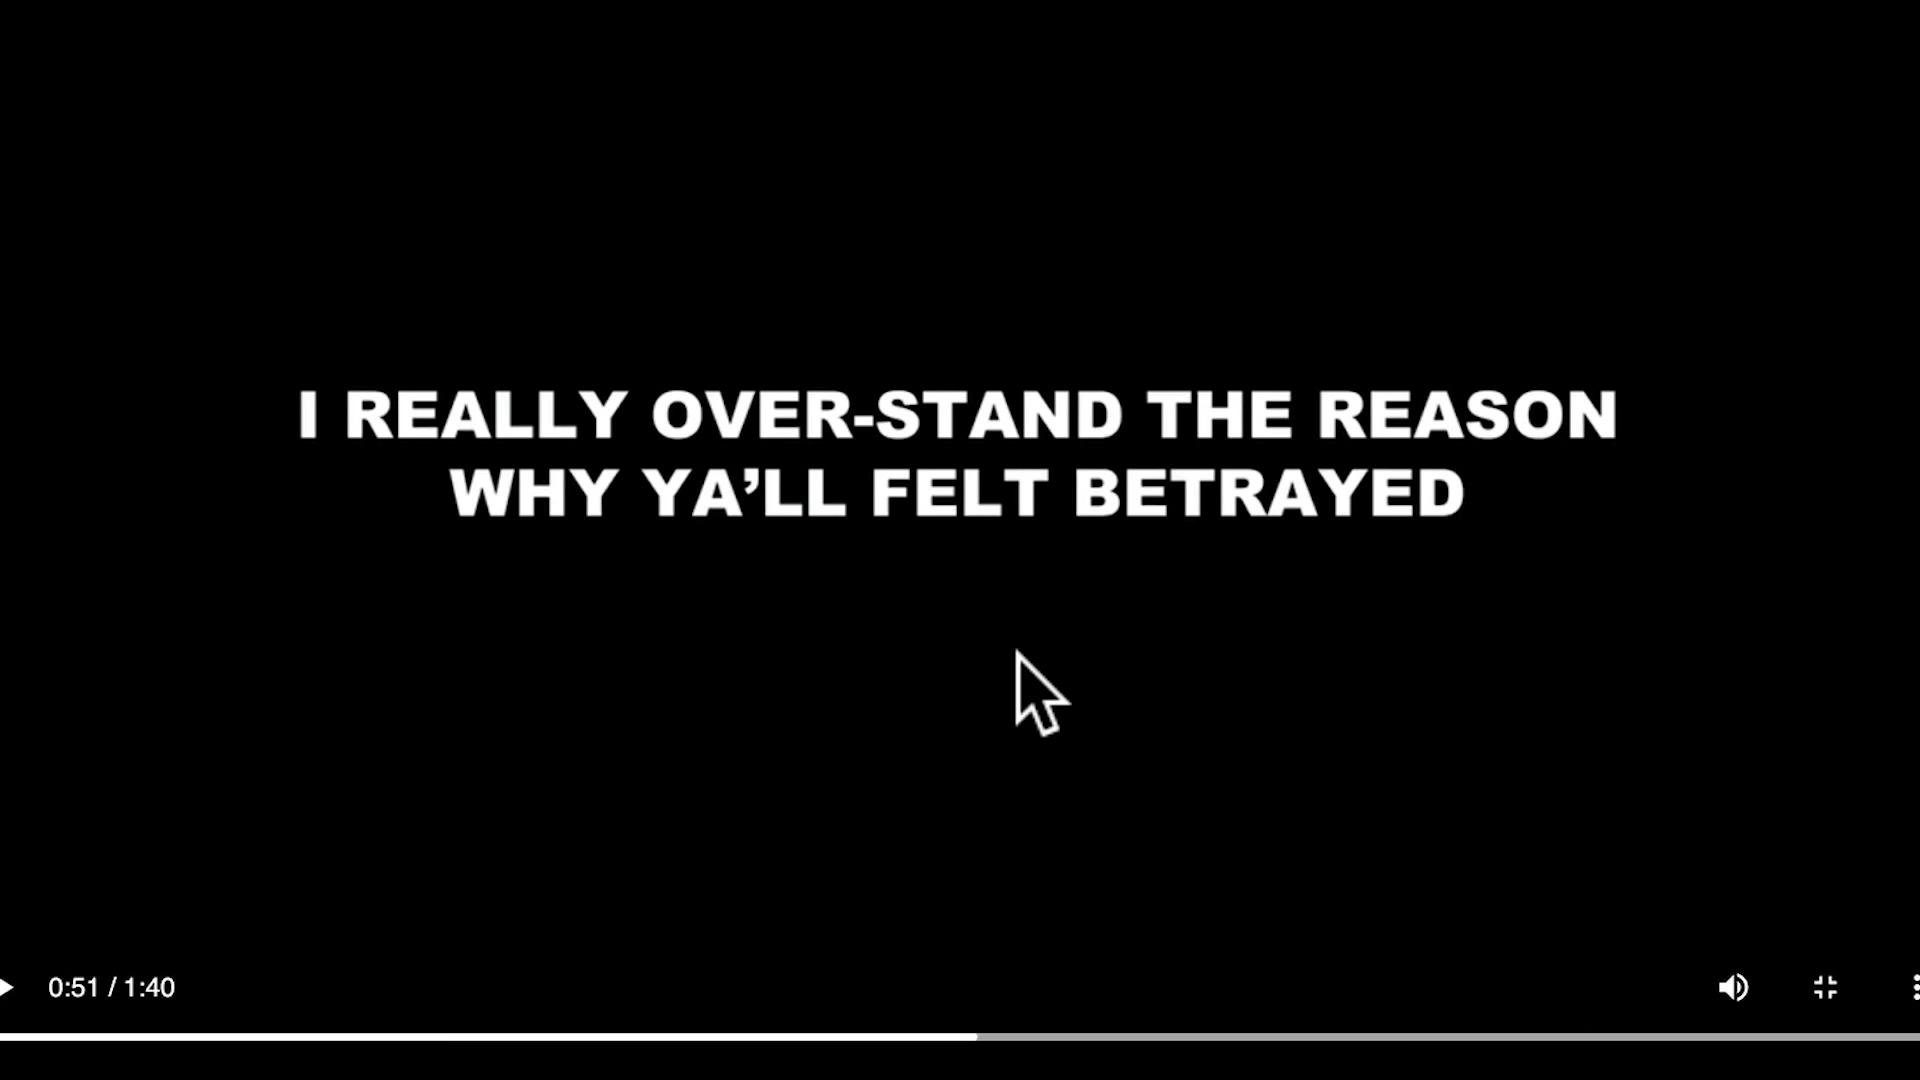 I REALLY OVER-STAND THE REASON
WHY YA’LL FELT BETRAYED
0:51 / 1:40